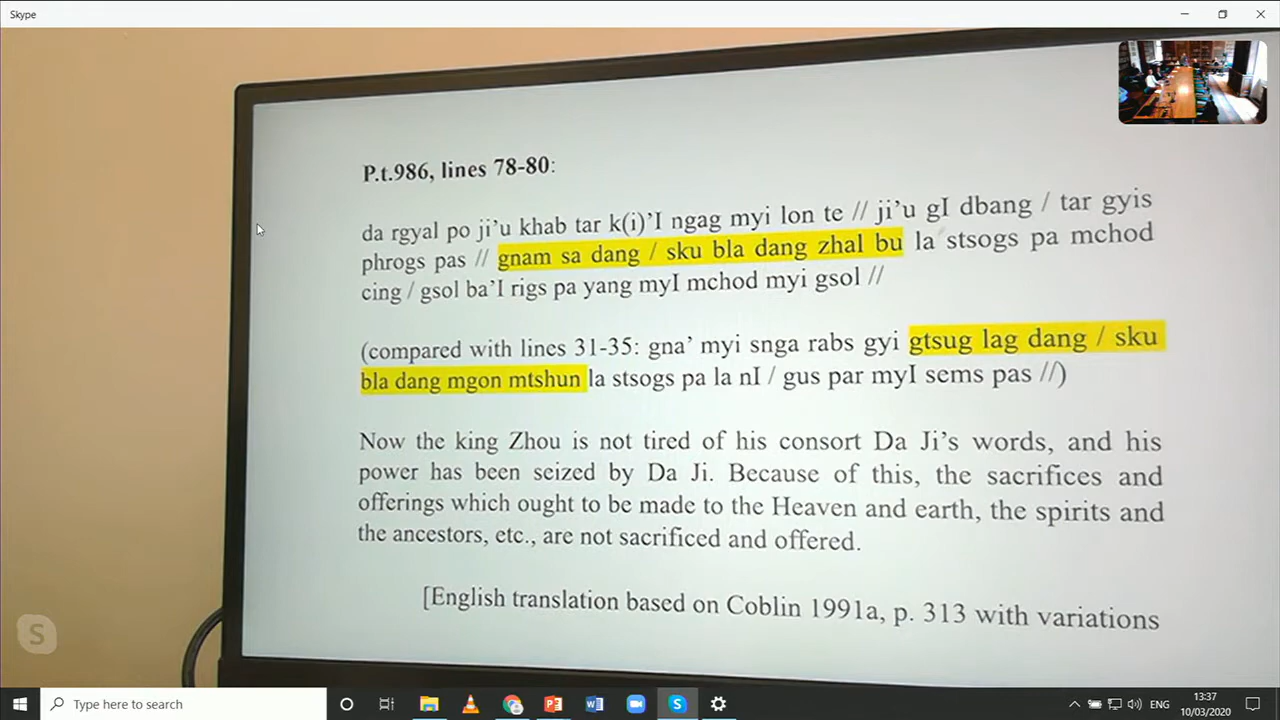 Skype
P.t.986, lines 78-80:
da rgyal po ji’u khab tar k(i)’I ngag myi lon te // ji’u gI dbang / tar gyis
phrogs pas // gnam sa dang / sku bla dang zhal bu la stsogs pa mchod
cing / gsol ba’I rigs pa yang myI mchod myi gsol //
(compared with lines 31-35: gna’ myi snga rabs gyi gtsug lag dang / sku
bla dang mgon mtshun la stsogs pa la nI / gus par myI sems pas //)
Now the king Zhou is not tired of his consort Da Ji’s words, and his
power has been seized by Da Ji. Because of this, the sacrifices and
offerings which ought to be made to the Heaven and earth, the spirits and
the ancestors, etc., are not sacrificed and offered.
[English translation based on Coblin 1991a, p. 313 with variations
S
Type here to search
ENG
13:37
10/03/2020